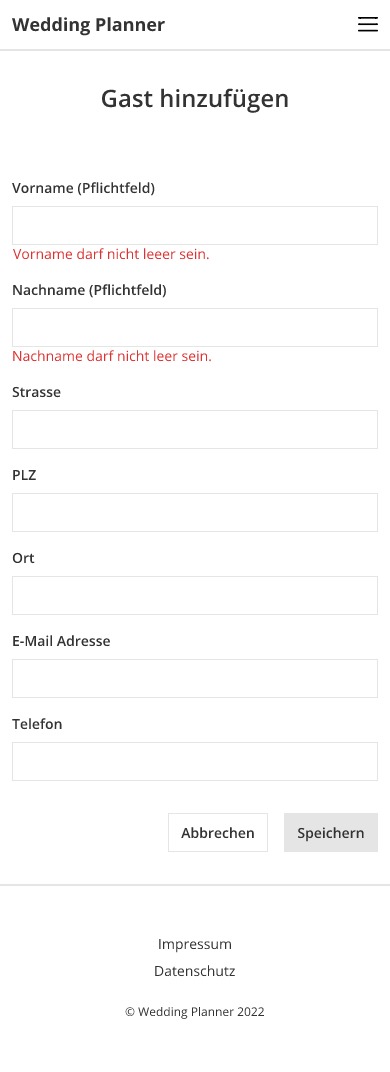 Wedding Planner
Gast hinzufügen
Vorname (Pflichtfeld)
Vorname darf nicht leeer sein.
Nachname (Pflichtfeld)
Nachname darf nicht leer sein.
Strasse
PLZ
Ort
E-Mail Adresse
Telefon
Abbrechen Speichern
Impressum
Datenschutz
© Wedding Planner 2022